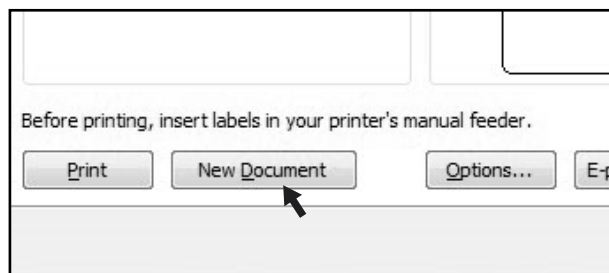 Before printing, insert labels in your printer's manual feeder.
Print New Document Options... E-p